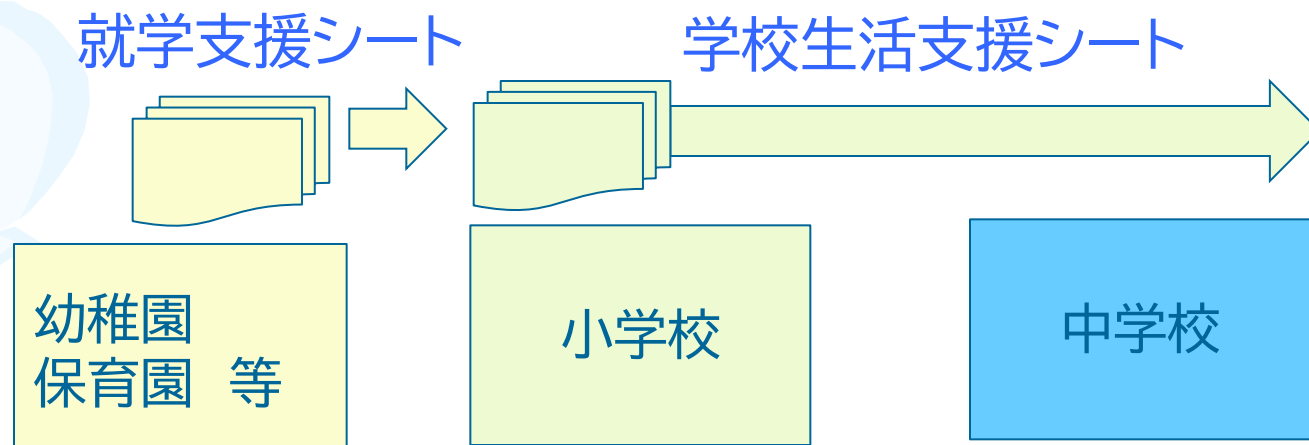 就学支援シート
学校生活支援シート
幼稚園
保育園　等
小学校
中学校